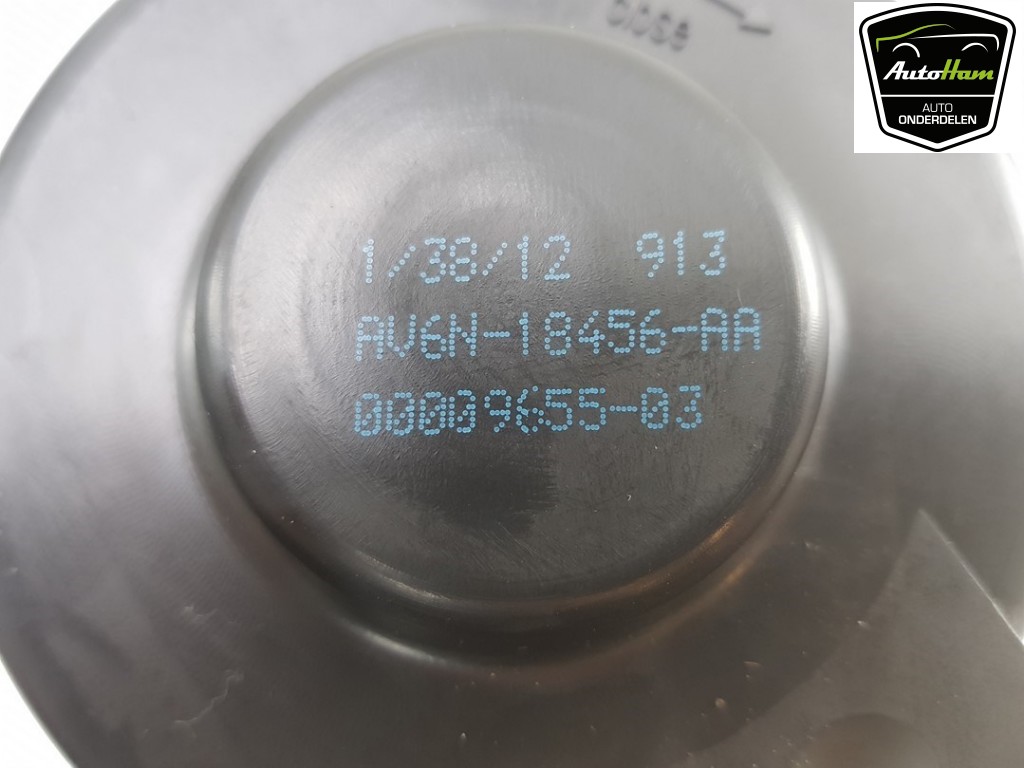 AutoHam
AUTO
ONDERDELEN
1/38/12 913
AV6N-18456-AA
00009655-03